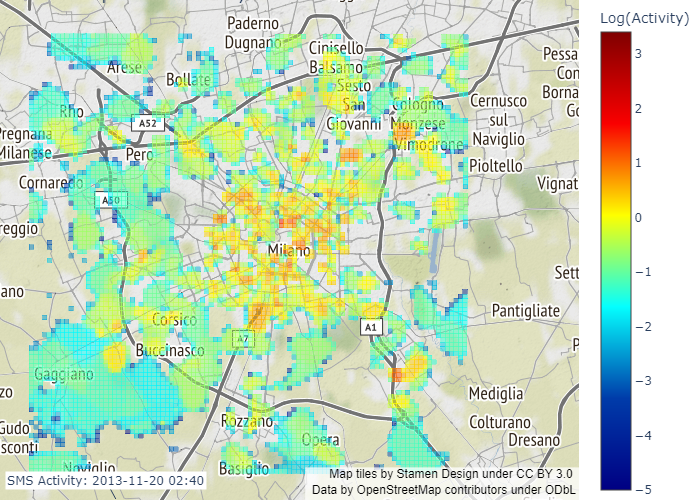 Log(Activity)
Paderno
Dugnano
Cinisello
Balsamo
Arese
Bollate
Sesto
San
Giovanni
Cologno
Monzese
Vimodrone
Cernusco
sul
Naviglio
Pessa
Con
Borna
Go
Rho
A52
Pregnana
Milanese
Pero
Pioltello
Cornaredo
A50
Vignat
reggio
Milano
Sett
ano
Corsico
A7
A1
Pantigliate
Buccinasco
P
Gaggiano
zo
Mediglia
Gudo
sconti
Rozzano
Opera
Colturano
Dresano
Noviglio
Basiglio
SMS Activity: 2013-11-20 02:40
Map tiles by Stamen Design under CC BY 3.0
Data by OpenStreetMap contributors under ODbL
3
2
1
0
−1
−2
−3
−4
−5